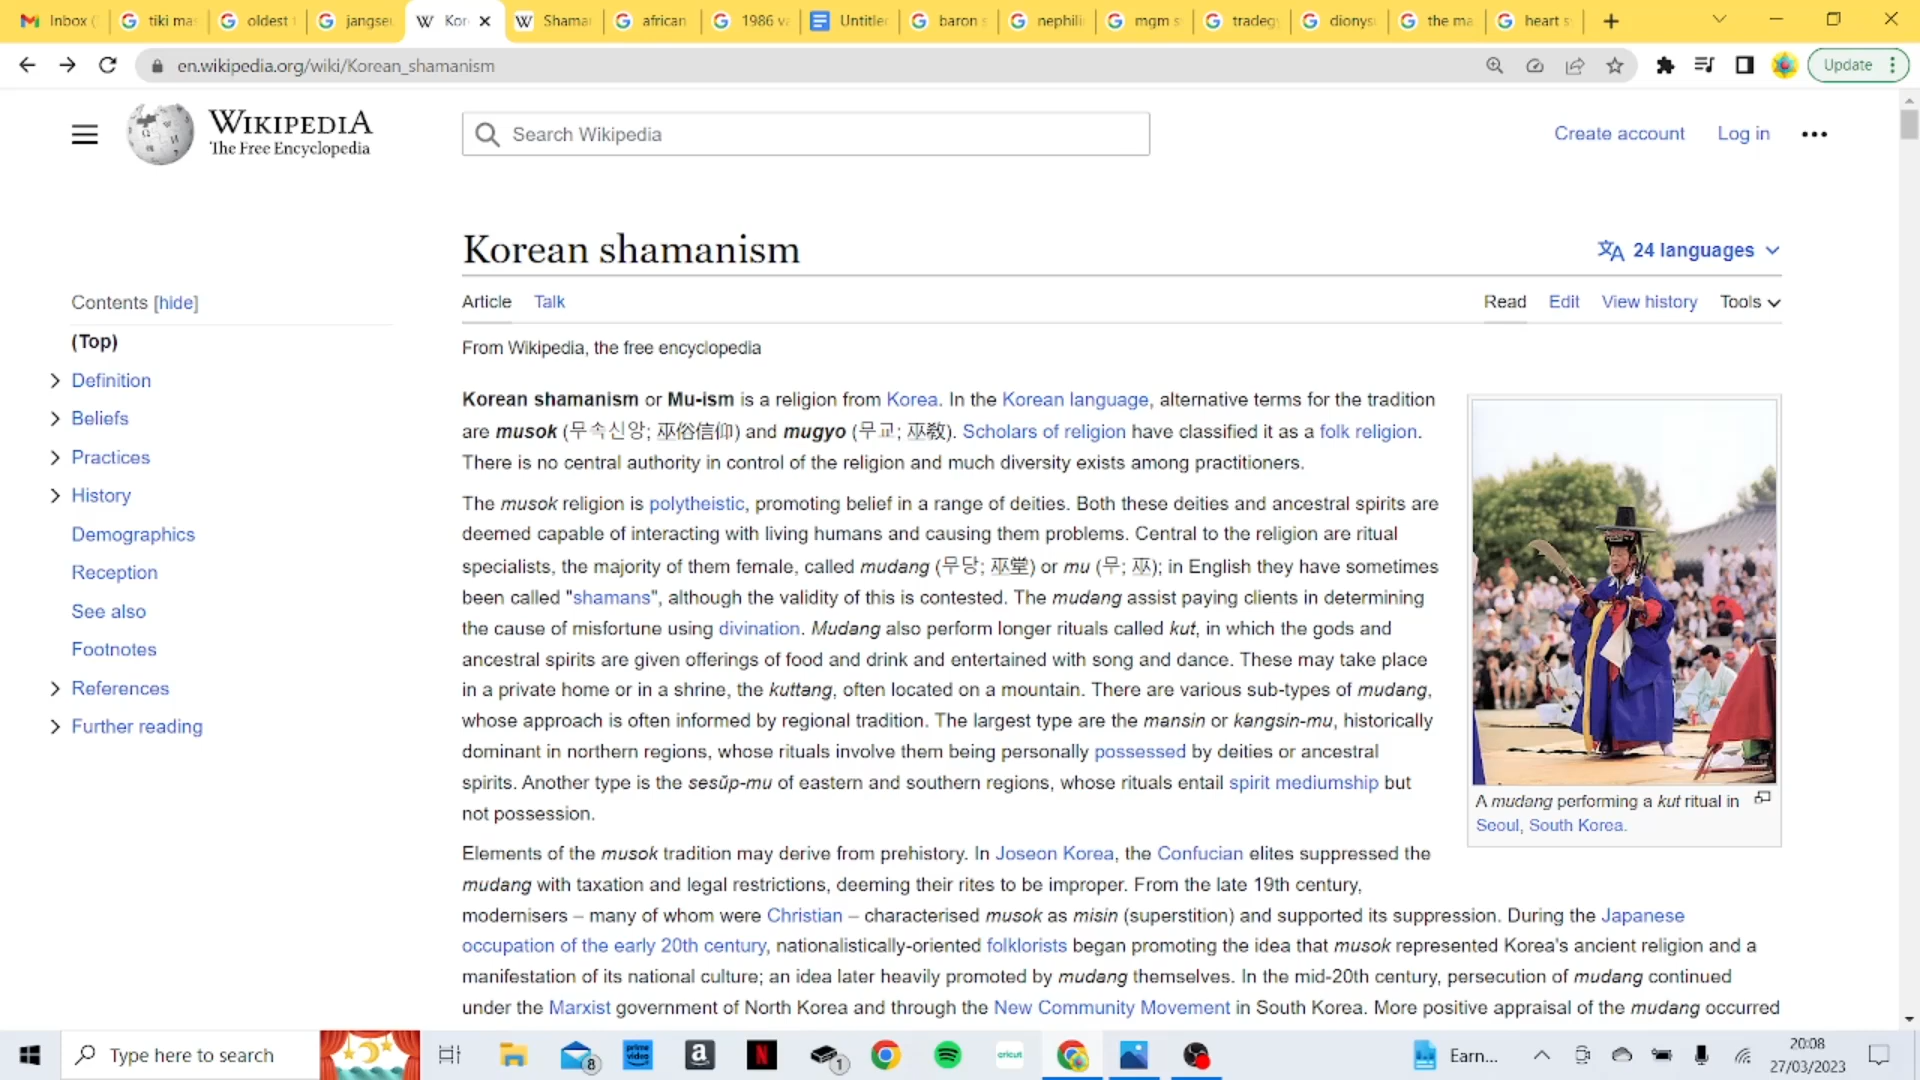 Inbox (
tiki ma
oldest
jangseu
Kor
Shaman
african
1986 va
Untitle
baron s
nephili
mgm s
tradegy
dionysu
the ma
heart s
en.wikipedia.org/wiki/Korean_shamanism
Update
WIKIPEDIA
The Free Encyclopedia
Search Wikipedia
Create account
Log in
Korean shamanism
24 languages
Contents [hide]
(Top)
Definition
Beliefs
Practices
History
Demographics
Reception
See also
Footnotes
References
Further reading
Article
Talk
Read
Edit
View history
Tools
From Wikipedia, the free encyclopedia
Korean shamanism or Mu-ism is a religion from Korea. In the Korean language, alternative terms for the tradition
are musok (무속신앙; 巫俗信仰) and mugyo (무교; 巫敎). Scholars of religion have classified it as a folk religion.
There is no central authority in control of the religion and much diversity exists among practitioners.
The musok religion is polytheistic, promoting belief in a range of deities. Both these deities and ancestral spirits are
deemed capable of interacting with living humans and causing them problems. Central to the religion are ritual
specialists, the majority of them female, called mudang (무당; 巫堂) or mu (무; 巫); in English they have sometimes
been called "shamans", although the validity of this is contested. The mudang assist paying clients in determining
the cause of misfortune using divination. Mudang also perform longer rituals called kut, in which the gods and
ancestral spirits are given offerings of food and drink and entertained with song and dance. These may take place
in a private home or in a shrine, the kuttang, often located on a mountain. There are various sub-types of mudang,
whose approach is often informed by regional tradition. The largest type are the mansin or kangsin-mu, historically
dominant in northern regions, whose rituals involve them being personally possessed by deities or ancestral
spirits. Another type is the sesŭp-mu of eastern and southern regions, whose rituals entail spirit mediumship but
not possession.
A mudang performing a kut ritual in
Seoul, South Korea.
Elements of the musok tradition may derive from prehistory. In Joseon Korea, the Confucian elites suppressed the
mudang with taxation and legal restrictions, deeming their rites to be improper. From the late 19th century,
modernisers – many of whom were Christian – characterised musok as misin (superstition) and supported its suppression. During the Japanese
occupation of the early 20th century, nationalistically-oriented folklorists began promoting the idea that musok represented Korea's ancient religion and a
manifestation of its national culture; an idea later heavily promoted by mudang themselves. In the mid-20th century, persecution of mudang continued
under the Marxist government of North Korea and through the New Community Movement in South Korea. More positive appraisal of the mudang occurred
Type here to search
8
prime video
a
N
1
cricut
Earn...
20:08
27/03/2023